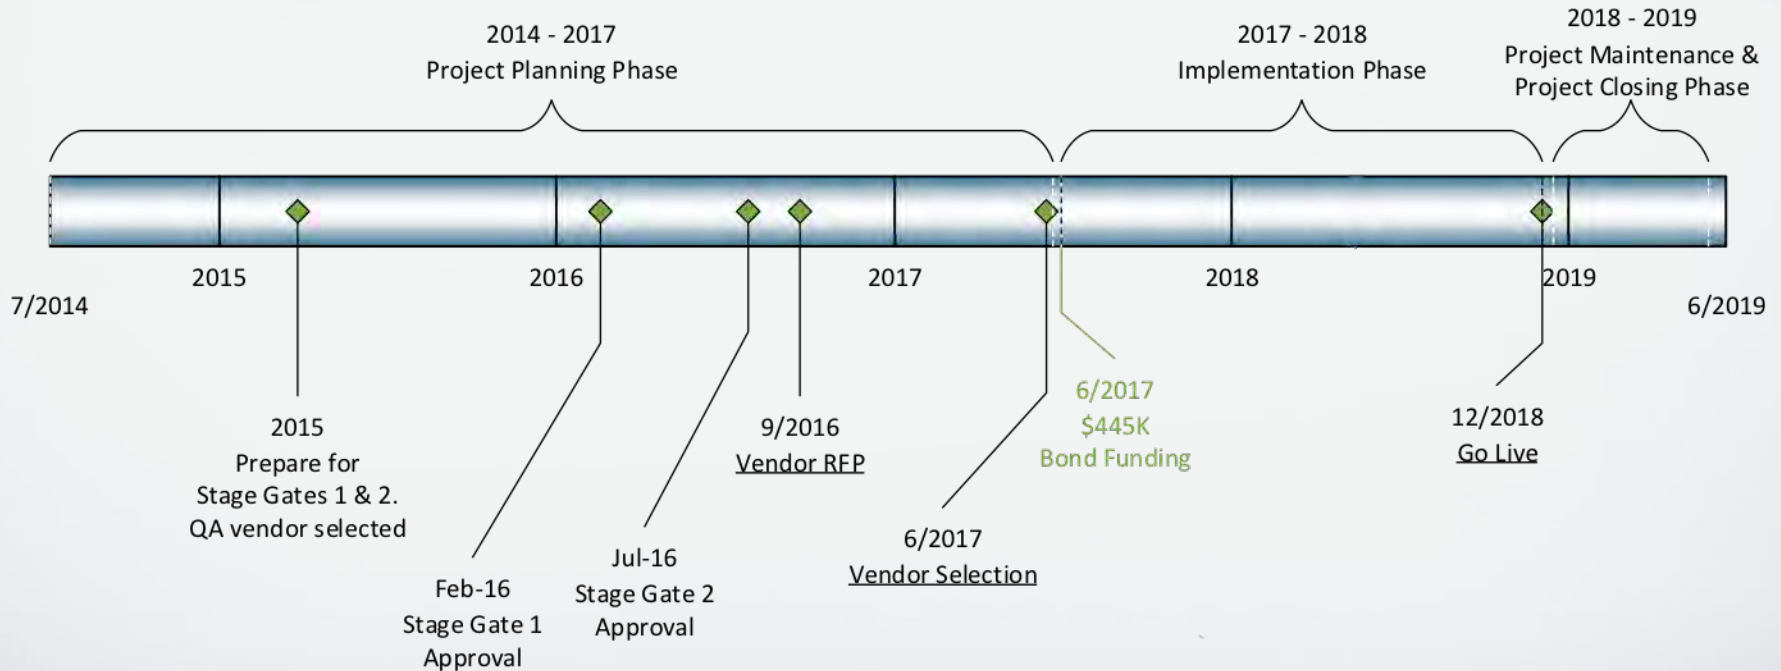 2014 - 2017
Project Planning Phase
2017 - 2018
Implementation Phase
2018 - 2019
Project Maintenance &
Project Closing Phase
2015
2016
2017
2018
2019
7/2014
6/2019
2015
Prepare for
Stage Gates 1 & 2.
QA vendor selected
Feb-16
Stage Gate 1
Approval
Jul-16
Stage Gate 2
Approval
9/2016
Vendor RFP
6/2017
Vendor Selection
6/2017
$445K
Bond Funding
12/2018
Go Live